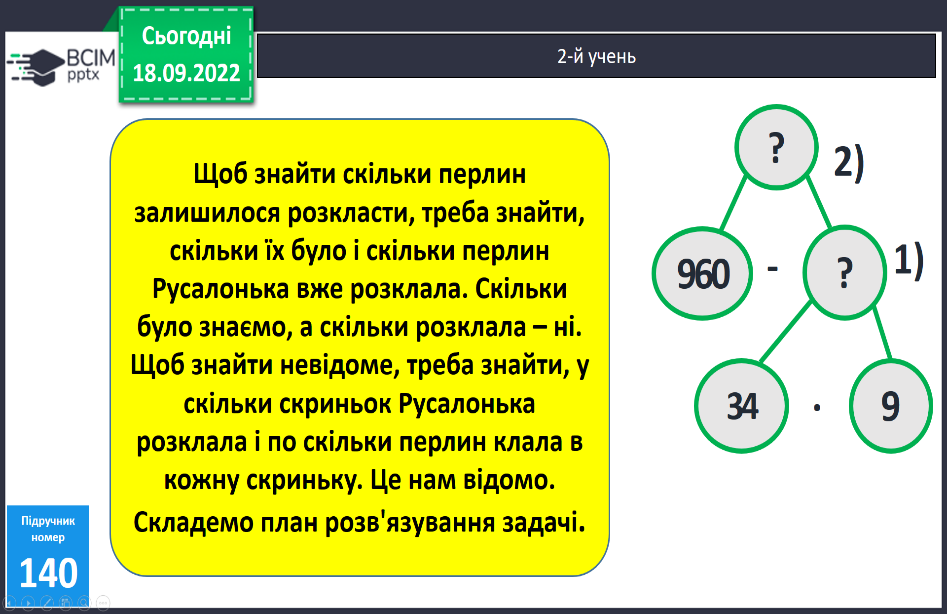 Сьогодні
18.09.2022
BCIM
pptx
2-й учень
Щоб знайти скільки перлин
залишилося розкласти, треба знайти,
скільки їх було і скільки перлин
Русалонька вже розклала. Скільки
було знаємо, а скільки розклала – ні.
Щоб знайти невідоме, треба знайти, у
скільки скриньок Русалонька
розклала і по скільки перлин клала в
кожну скриньку. Це нам відомо.
Складемо план розв'язування задачі.
? 2)
960 - ? 1)
34 · 9
Підручник
номер
140